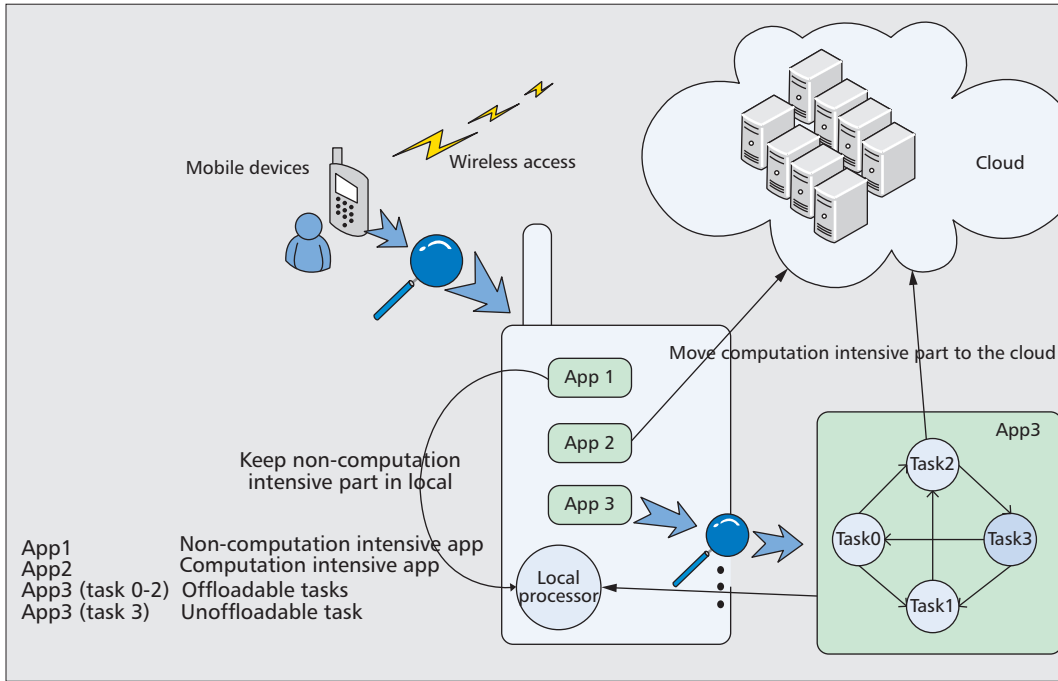 Mobile devices
Wireless access
Cloud
App 1
Move computation intensive part to the cloud
App 2
App3
Task2
Keep non-computation
intensive part in local
App 3
Task0
Task3
Local
processor
Task1
App1 Non-computation intensive app
App2 Computation intensive app
App3 (task 0-2) Offloadable tasks
App3 (task 3) Unoffloadable task